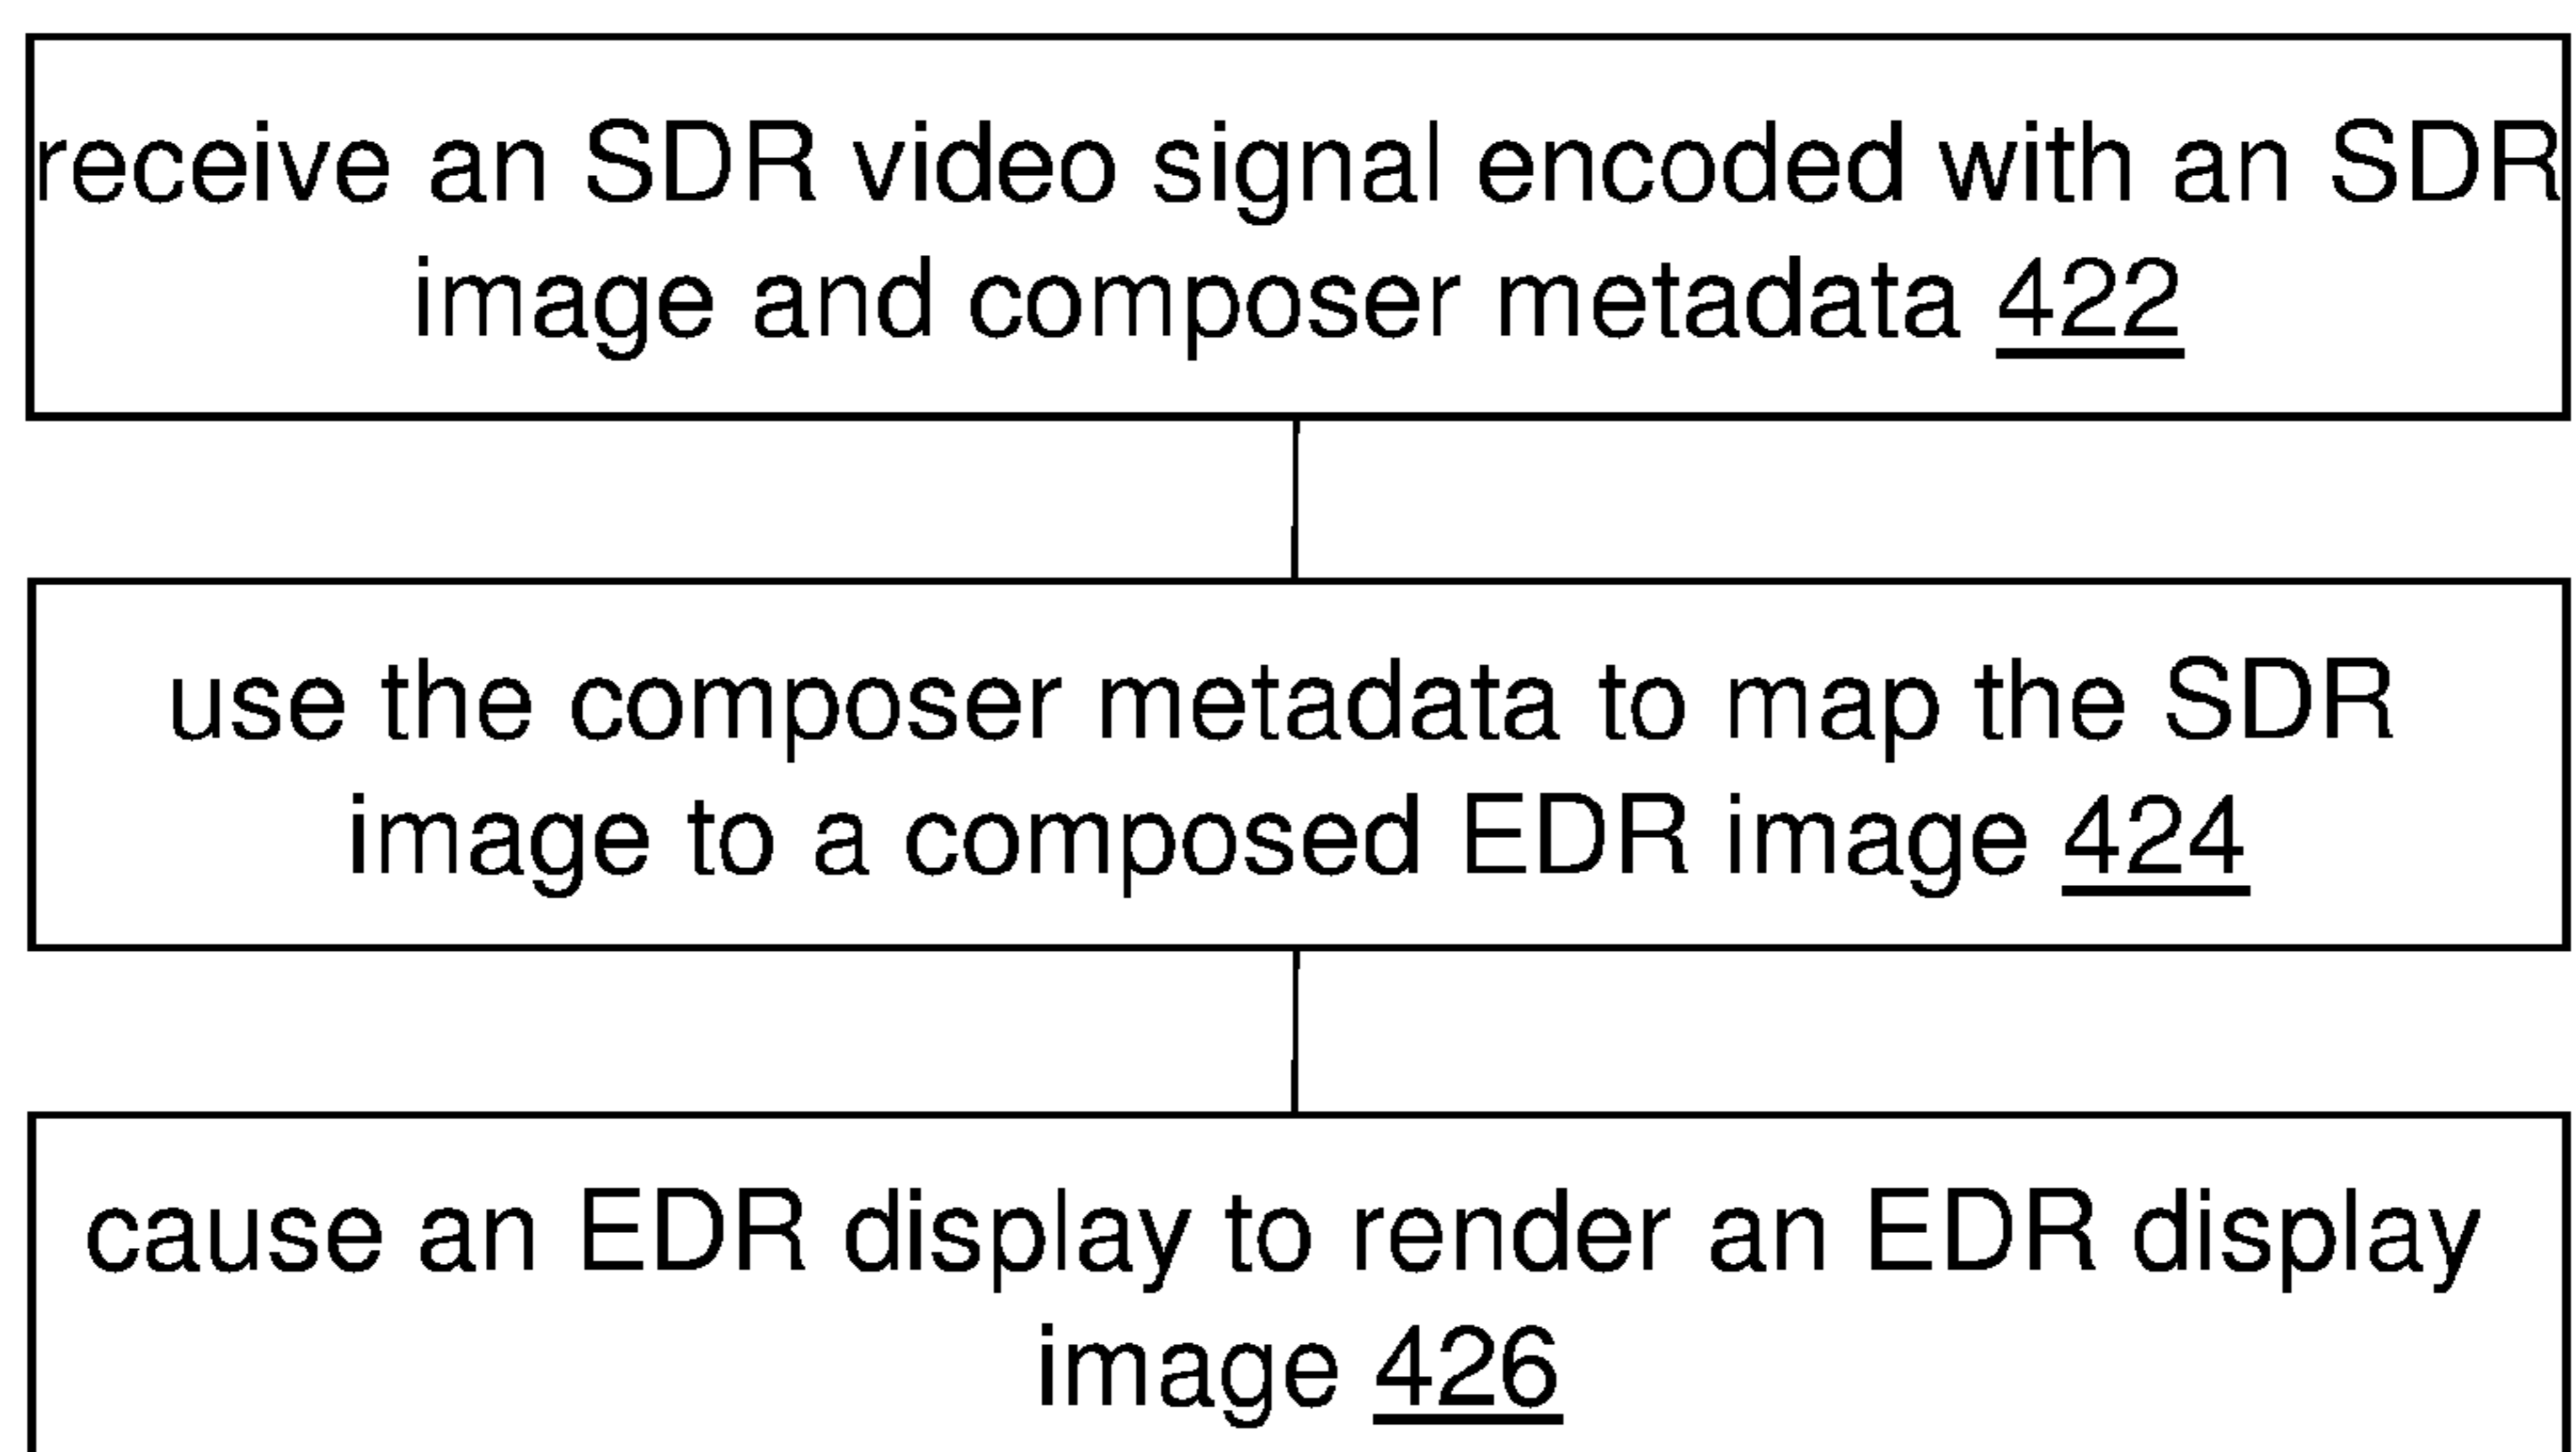 receive an SDR video signal encoded with an SDR
image and composer metadata 422
use the composer metadata to map the SDR
image to a composed EDR image 424
cause an EDR display to render an EDR display
image 426